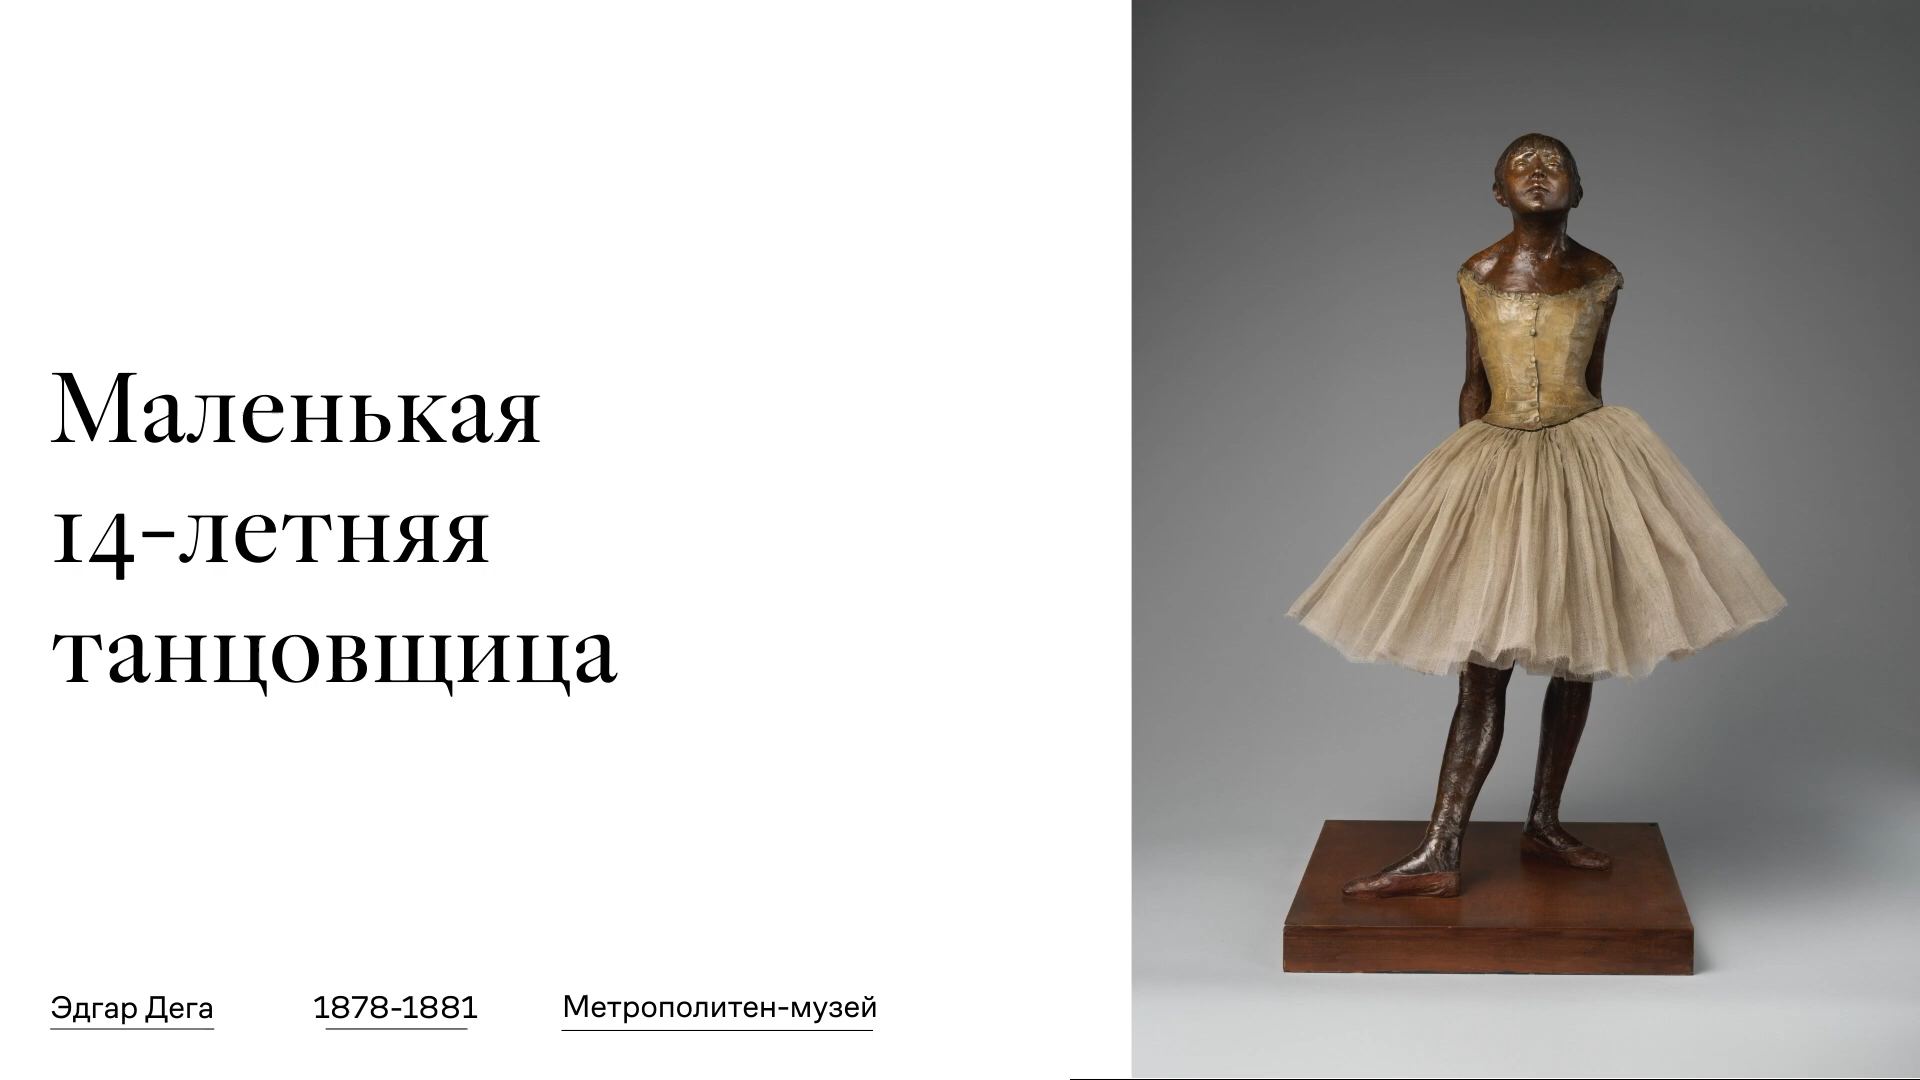 Маленькая
14-летняя
танцовщица
Эдгар Дега
1878-1881
Метрополитен-музей